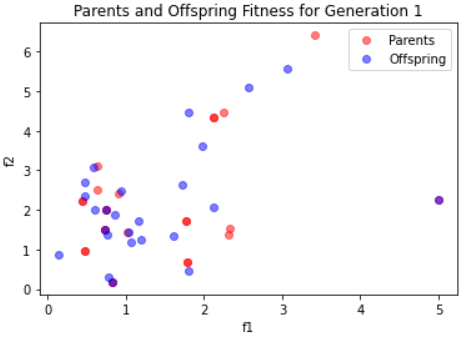 Parents and Offspring Fitness for Generation 1
Parents
Offspring
6
5
4
3
2
1
0
f2
0 1 2 3 4 5
f1